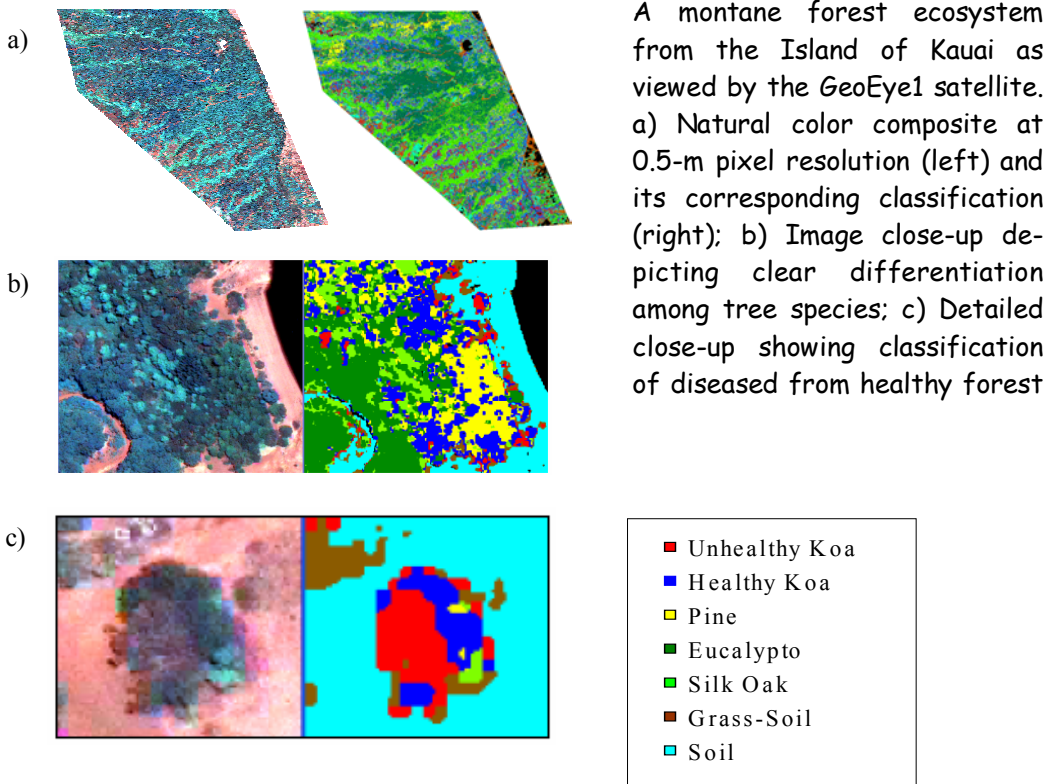 a)
A montane forest ecosystem
from the Island of Kauai as
viewed by the GeoEye1 satellite.
a) Natural color composite at
0.5-m pixel resolution (left) and
its corresponding classification
(right); b) Image close-up de-
picting clear differentiation
among tree species; c) Detailed
close-up showing classification
of diseased from healthy forest
b)
c)
Unhealthy Koa
Healthy Koa
Pine
Eucalypto
Silk Oak
Grass-Soil
Soil